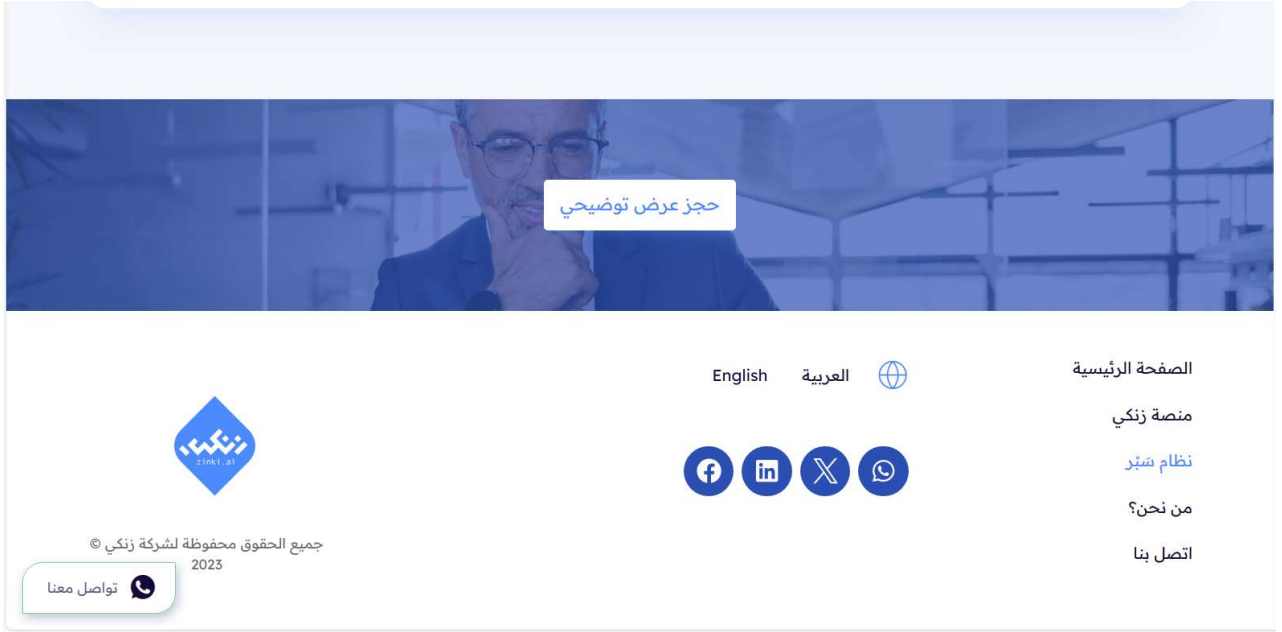 حجز عرض توضيحي
الصفحة الرئيسية
منصة زنكي
نظام سَبْر
من نحن؟
اتصل بنا
العربية
English
زنكي
zinki.ai
جميع الحقوق محفوظة لشركة زنكي ©
2023
تواصل معنا